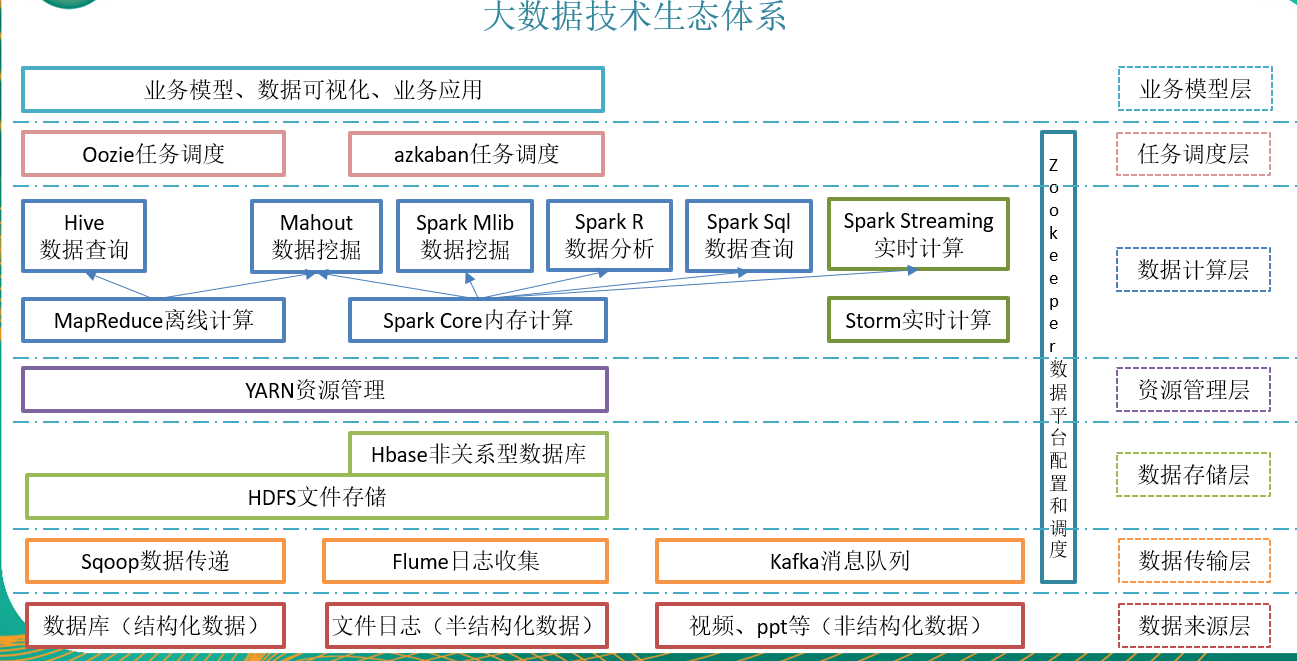 大数据技术生态体系
业务模型、数据可视化、业务应用
业务模型层
Oozie任务调度
azkaban任务调度
任务调度层
Hive
数据查询
Mahout
数据挖掘
Spark Mlib
数据挖掘
Spark R
数据分析
Spark Sql
数据查询
Spark Streaming
实时计算
MapReduce离线计算
Spark Core内存计算
Storm实时计算
数据计算层
Zookeeper数据平台配置和调度
YARN资源管理
资源管理层
Hbase非关系型数据库
HDFS文件存储
数据存储层
Sqoop数据传递
Flume日志收集
Kafka消息队列
数据传输层
数据库（结构化数据）
文件日志（半结构化数据）
视频、ppt等（非结构化数据）
数据来源层